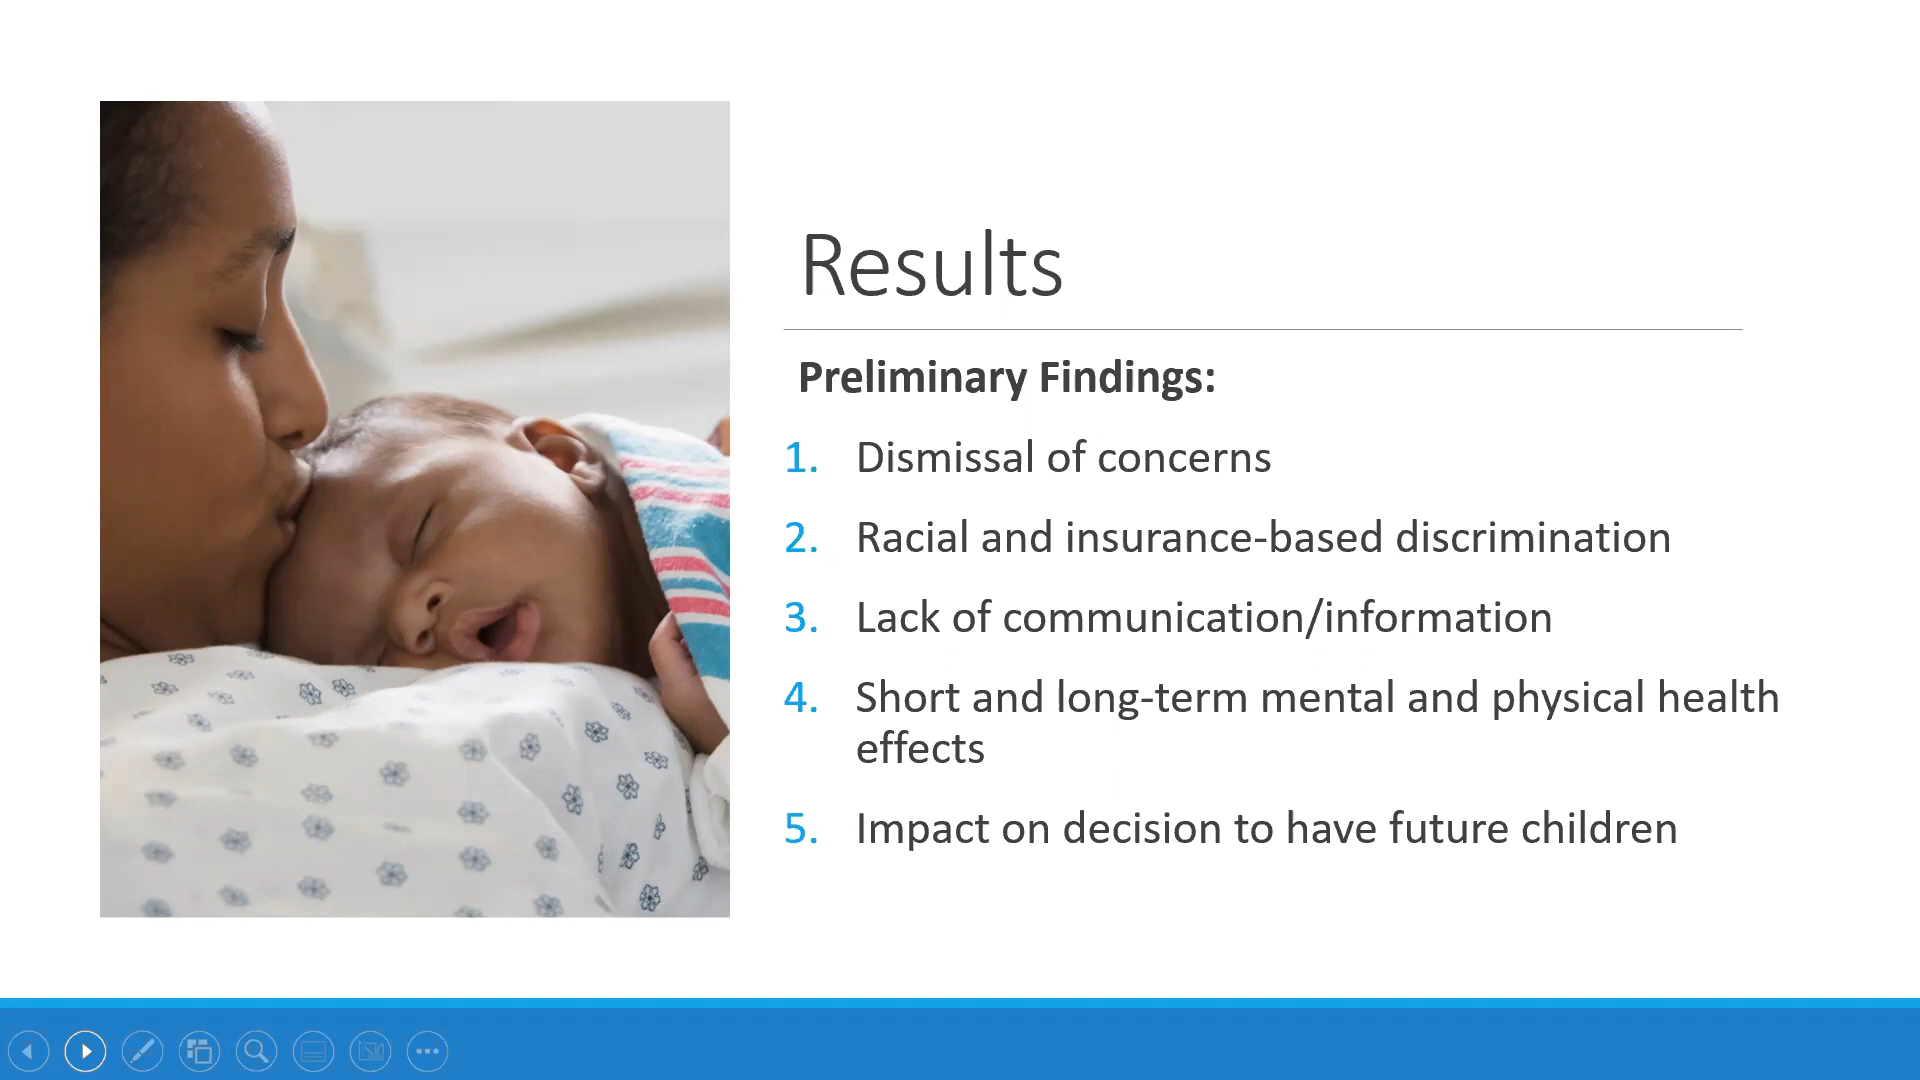 Results
Preliminary Findings:
1. Dismissal of concerns
2. Racial and insurance-based discrimination
3. Lack of communication/information
4. Short and long-term mental and physical health
effects
5. Impact on decision to have future children